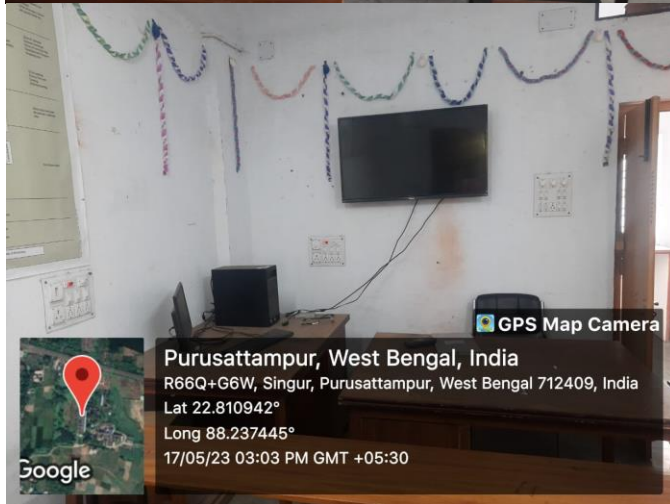 GPS Map Camera
Purusattampur, West Bengal, India
R66Q+G6W, Singur, Purusattampur, West Bengal 712409, India
Lat 22.810942°
Long 88.237445°
17/05/23 03:03 PM GMT +05:30
Google